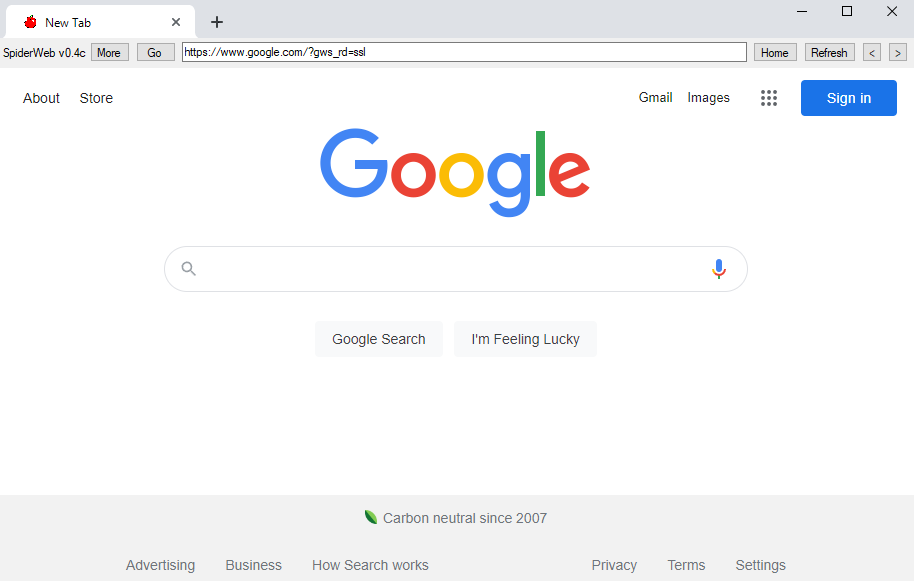 New Tab
SpiderWeb v0.4c More Go https://www.google.com/?gws_rd=ssl Home Refresh < >
About Store Gmail Images Sign in
Google
Google Search I'm Feeling Lucky
Carbon neutral since 2007
Advertising Business How Search works Privacy Terms Settings